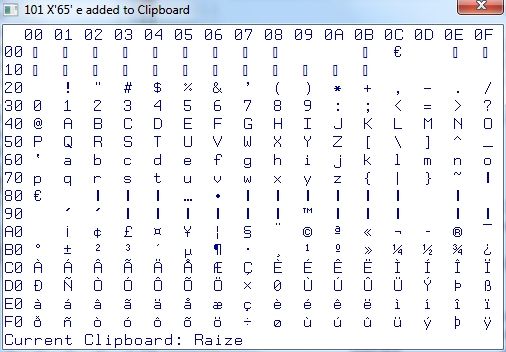 101 X'65' e added to Clipboard
00 01 02 03 04 05 06 07 08 09 0A 0B 0C 0D 0E 0F
00 ▯ ▯ ▯ ▯ ▯ ▯ ▯ ▯ ▯ € ▯ ▯
10 ▯ ▯ ▯ ▯ ▯ ▯ ▯ ▯ ▯ ▯ ▯ ▯
20 ! " # $ % & ' ( ) * + , - . /
30 0 1 2 3 4 5 6 7 8 9 : ; < = > ?
40 @ A B C D E F G H I J K L M N O
50 P Q R S T U V W X Y Z [ \ ] ^ _
60 ' a b c d e f g h i j k l m n o
70 p q r s t u v w x y z { | } ~ I
80 € I I I … • I I I I I I I
90 ´ ´ I I I I I I ™ I I I I I
A0 ¡ ¢ £ ¤ ¥ ¦ § ¨ © ª « ¬ - ® ¯
B0 ° ± ² ³ ´ µ ¶ · ¸ ¹ º » ¼ ½ ¾ ¿
C0 À Á Â Ã Ä Å Æ Ç È É Ê Ë Ì Í Î Ï
D0 Ð Ñ Ò Ó Ô Õ Ö × Ø Ù Ú Û Ü Ý Þ ß
E0 à á â ã ä å æ ç è é ê ë ì í î ï
F0 ð ñ ò ó ô õ ö ÷ ø ù ú û ü ý þ ÿ
Current Clipboard: Raize